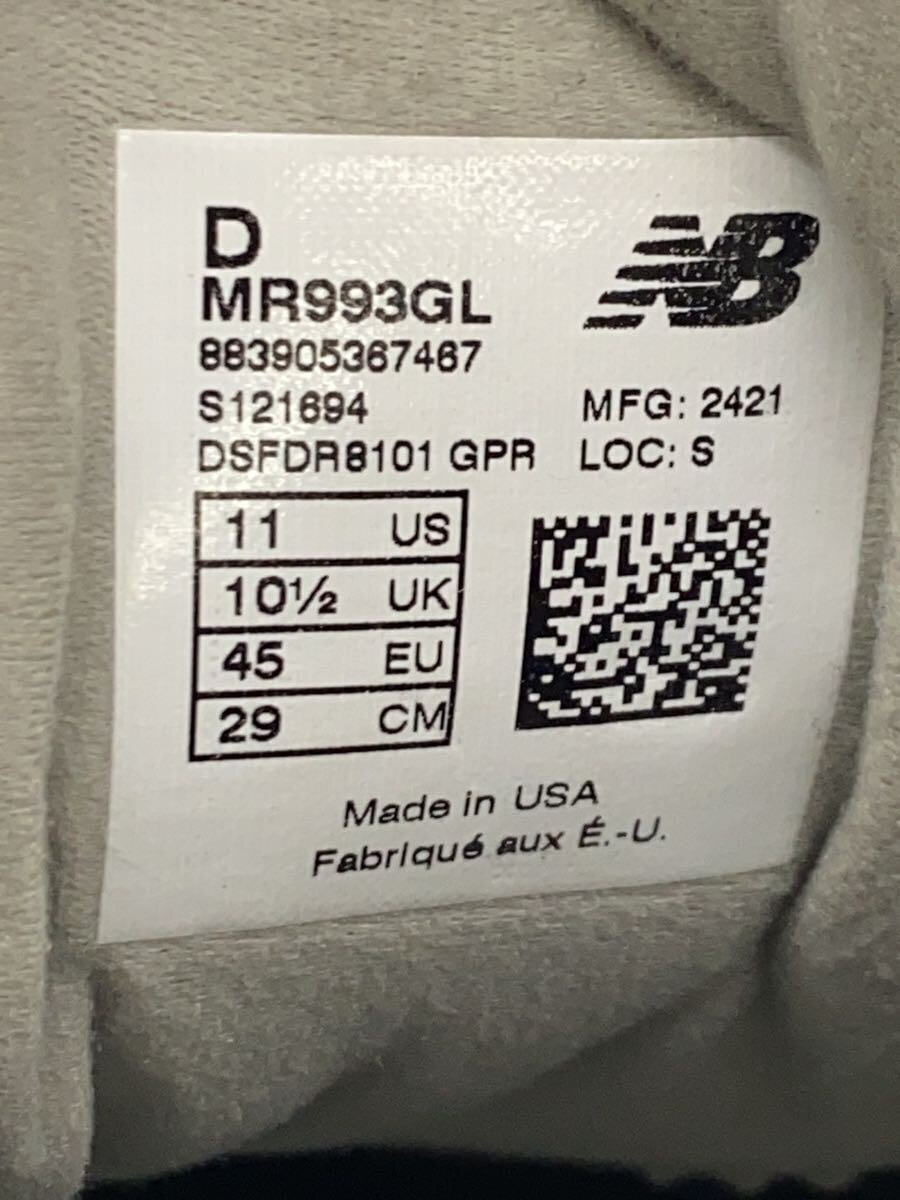 D
NB
MR993GL
883905367467
S121694
MFG: 2421
DSFDR8101 GPR
LOC: S
11 US
10½ UK
45 EU
29 CM
Made in USA
Fabriqué aux É.-U.